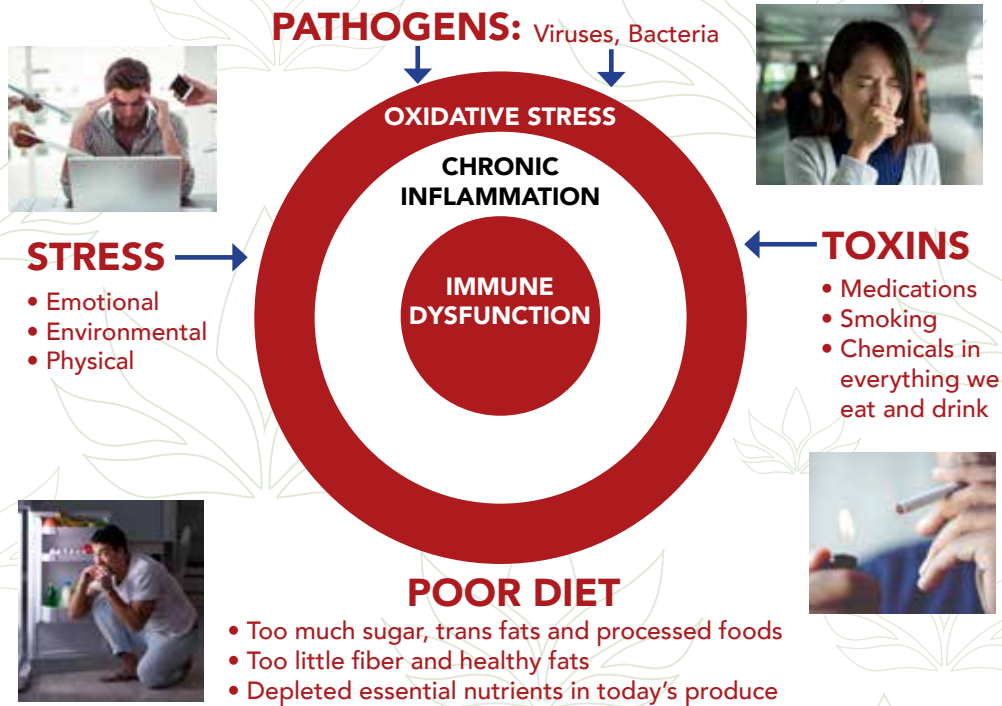 PATHOGENS: Viruses, Bacteria
OXIDATIVE STRESS
CHRONIC
INFLAMMATION
IMMUNE
DYSFUNCTION
STRESS
• Emotional
• Environmental
• Physical
TOXINS
• Medications
• Smoking
• Chemicals in
everything we
eat and drink
POOR DIET
• Too much sugar, trans fats and processed foods
• Too little fiber and healthy fats
• Depleted essential nutrients in today's produce